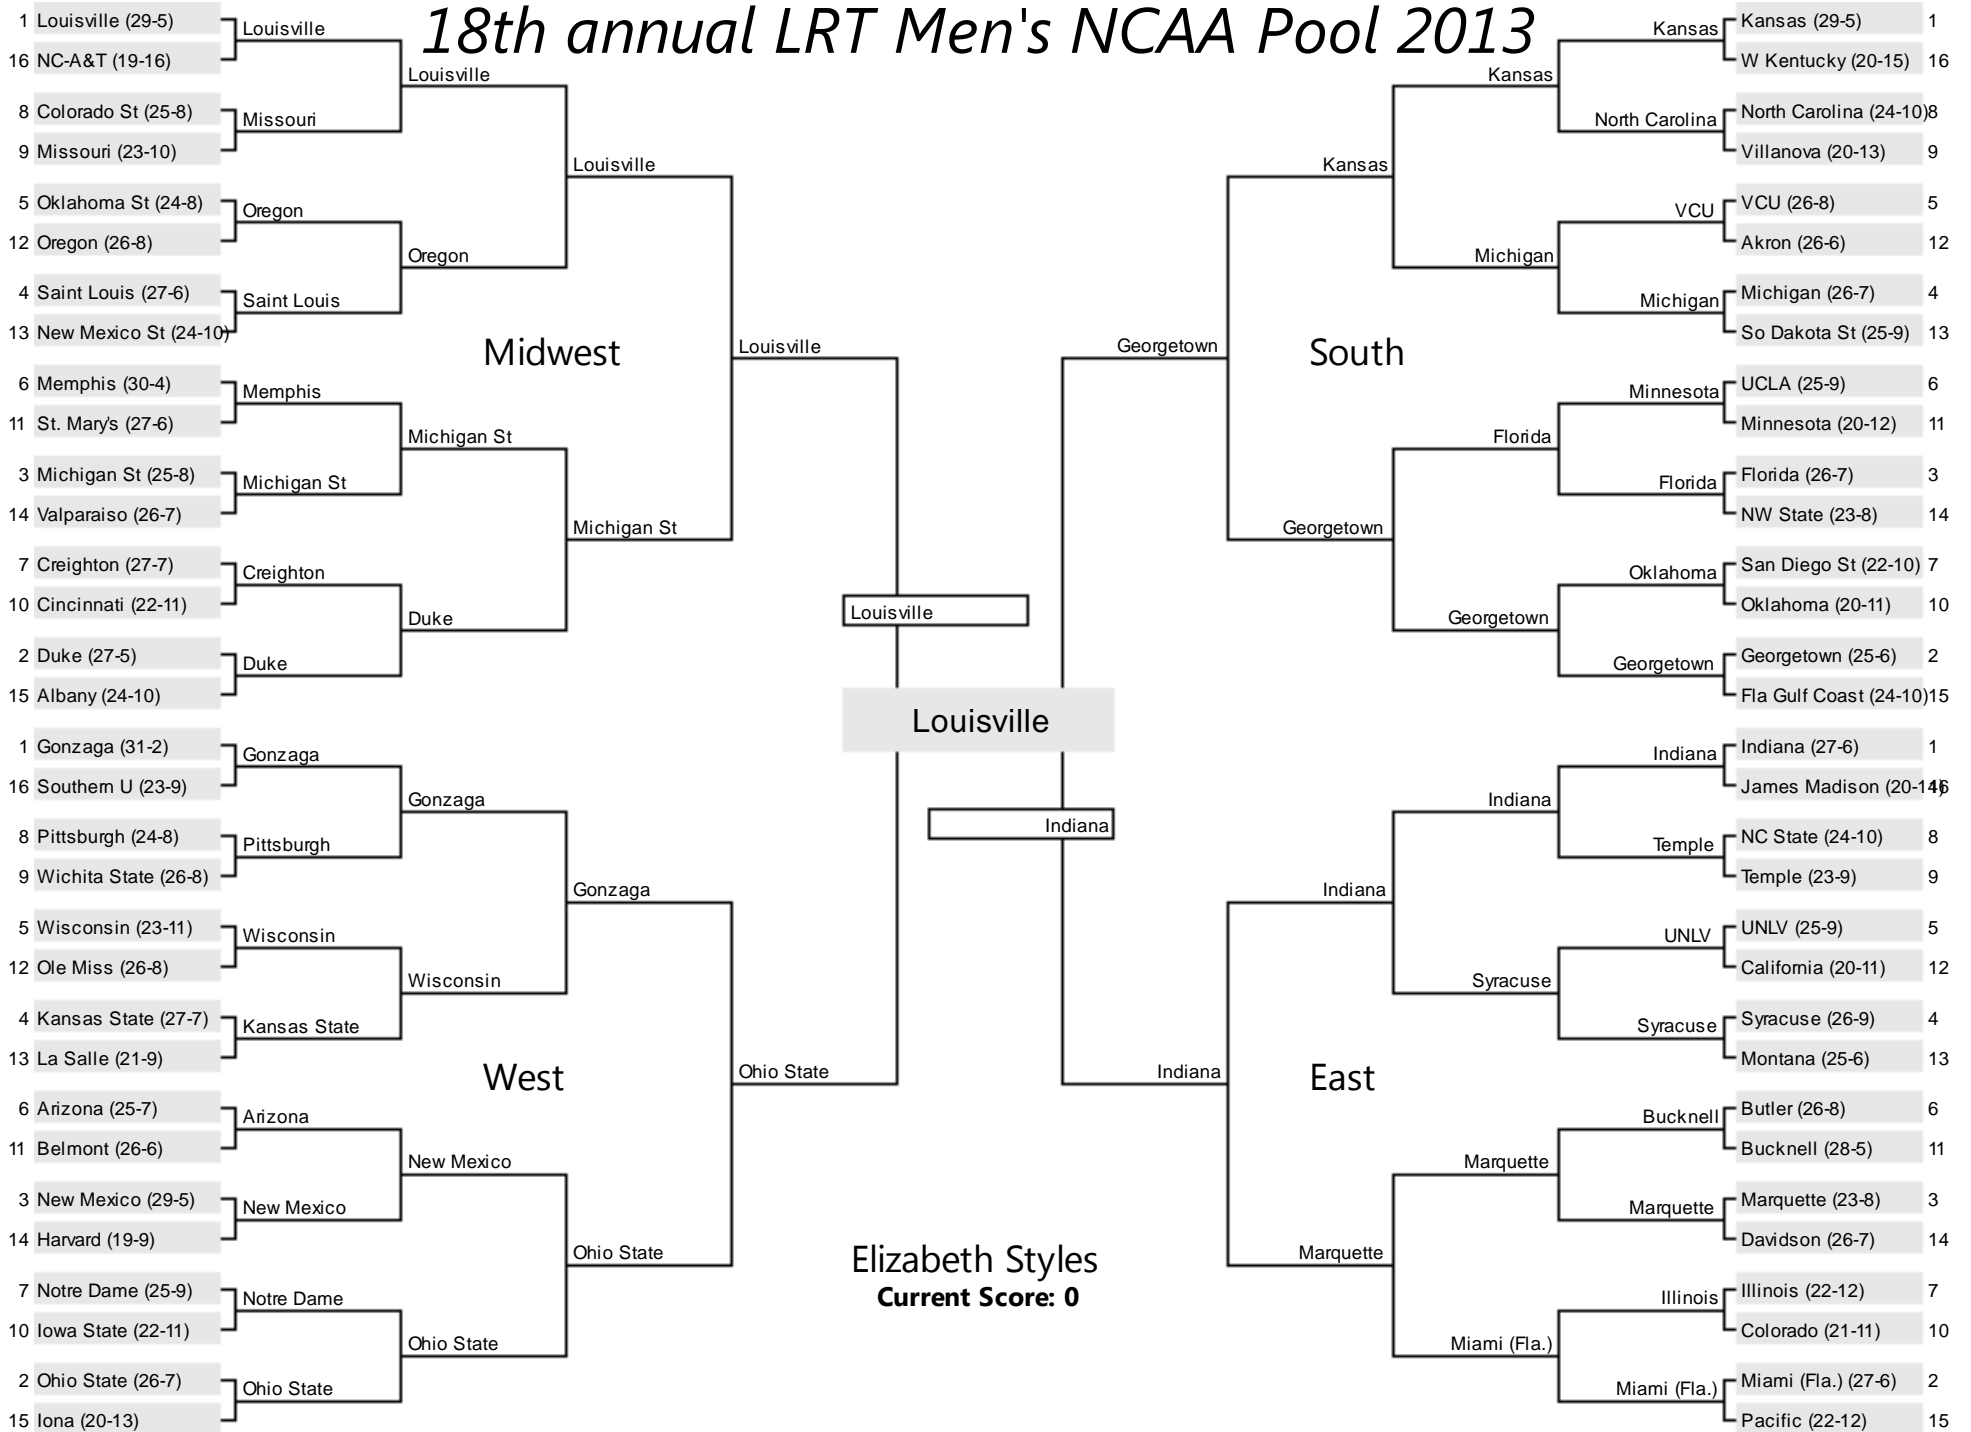 18th annual LRT Men's NCAA Pool 2013
1 Louisville (29-5)
16 NC-A&T (19-16)
8 Colorado St (25-8)
9 Missouri (23-10)
5 Oklahoma St (24-8)
12 Oregon (26-8)
4 Saint Louis (27-6)
13 New Mexico St (24-10)
6 Memphis (30-4)
11 St. Mary's (27-6)
3 Michigan St (25-8)
14 Valparaiso (26-7)
7 Creighton (27-7)
10 Cincinnati (22-11)
2 Duke (27-5)
15 Albany (24-10)
Louisville
Missouri
Oregon
Saint Louis
Memphis
Michigan St
Creighton
Duke
Louisville
Oregon
Michigan St
Duke
Louisville
Michigan St
Louisville
Midwest
1 Gonzaga (31-2)
16 Southern U (23-9)
8 Pittsburgh (24-8)
9 Wichita State (26-8)
5 Wisconsin (23-11)
12 Ole Miss (26-8)
4 Kansas State (27-7)
13 La Salle (21-9)
6 Arizona (25-7)
11 Belmont (26-6)
3 New Mexico (29-5)
14 Harvard (19-9)
7 Notre Dame (25-9)
10 Iowa State (22-11)
2 Ohio State (26-7)
15 Iona (20-13)
Gonzaga
Pittsburgh
Wisconsin
Kansas State
Arizona
New Mexico
Notre Dame
Ohio State
Gonzaga
Wisconsin
New Mexico
Ohio State
Gonzaga
Ohio State
Ohio State
West
Louisville
Louisville
Indiana
Elizabeth Styles
Current Score: 0
Kansas (29-5) 1
W Kentucky (20-15) 16
North Carolina (24-10) 8
Villanova (20-13) 9
VCU (26-8) 5
Akron (26-6) 12
Michigan (26-7) 4
So Dakota St (25-9) 13
UCLA (25-9) 6
Minnesota (20-12) 11
Florida (26-7) 3
NW State (23-8) 14
San Diego St (22-10) 7
Oklahoma (20-11) 10
Georgetown (25-6) 2
Fla Gulf Coast (24-10) 15
Kansas
North Carolina
VCU
Michigan
Minnesota
Florida
Oklahoma
Georgetown
Kansas
Michigan
Florida
Georgetown
Kansas
Georgetown
Georgetown
South
Indiana (27-6) 1
James Madison (20-14) 16
NC State (24-10) 8
Temple (23-9) 9
UNLV (25-9) 5
California (20-11) 12
Syracuse (26-9) 4
Montana (25-6) 13
Butler (26-8) 6
Bucknell (28-5) 11
Marquette (23-8) 3
Davidson (26-7) 14
Illinois (22-12) 7
Colorado (21-11) 10
Miami (Fla.) (27-6) 2
Pacific (22-12) 15
Indiana
Temple
UNLV
Syracuse
Bucknell
Marquette
Illinois
Miami (Fla.)
Indiana
Syracuse
Marquette
Miami (Fla.)
Indiana
Marquette
Indiana
East